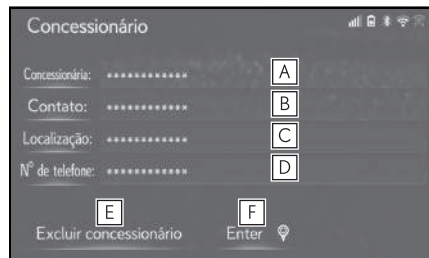 Concessionário
Concessionária: ************ A
Contato: ************ B
Localização: ************ C
Nº de telefone: ************ D
E F
Excluir concessionário Enter